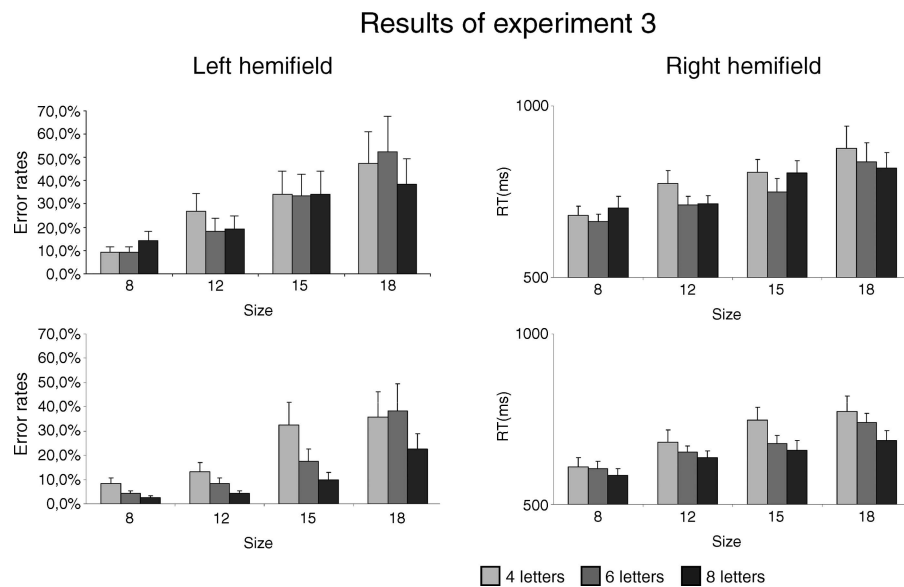 Results of experiment 3
Left hemifield
Right hemifield
Error rates
70,0%
60,0%
50,0%
40,0%
30,0%
20,0%
10,0%
0,0%
8 12 15 18
Size
RT(ms)
1000
500
8 12 15 18
Size
Error rates
70,0%
60,0%
50,0%
40,0%
30,0%
20,0%
10,0%
0,0%
8 12 15 18
Size
RT(ms)
1000
500
8 12 15 18
Size
4 letters 6 letters 8 letters